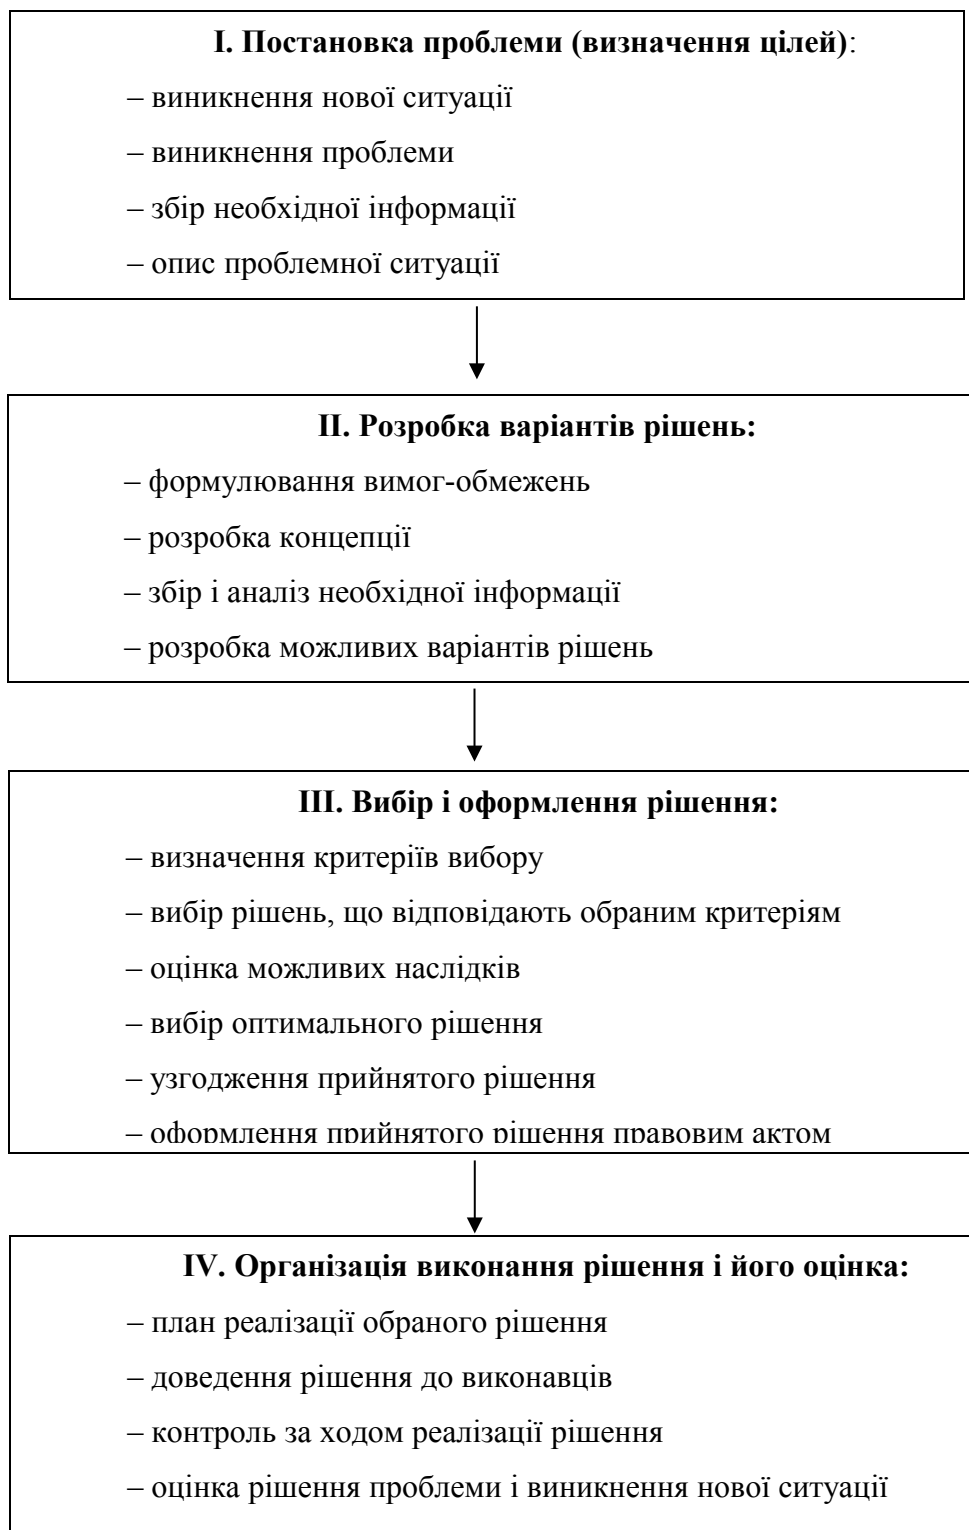 І. Постановка проблеми (визначення цілей):
– виникнення нової ситуації
– виникнення проблеми
– збір необхідної інформації
– опис проблемної ситуації
ІІ. Розробка варіантів рішень:
– формулювання вимог-обмежень
– розробка концепції
– збір і аналіз необхідної інформації
– розробка можливих варіантів рішень
ІІІ. Вибір і оформлення рішення:
– визначення критеріїв вибору
– вибір рішень, що відповідають обраним критеріям
– оцінка можливих наслідків
– вибір оптимального рішення
– узгодження прийнятого рішення
– оформлення прийнятого рішення правовим актом
IV. Організація виконання рішення і його оцінка:
– план реалізації обраного рішення
– доведення рішення до виконавців
– контроль за ходом реалізації рішення
– оцінка рішення проблеми і виникнення нової ситуації